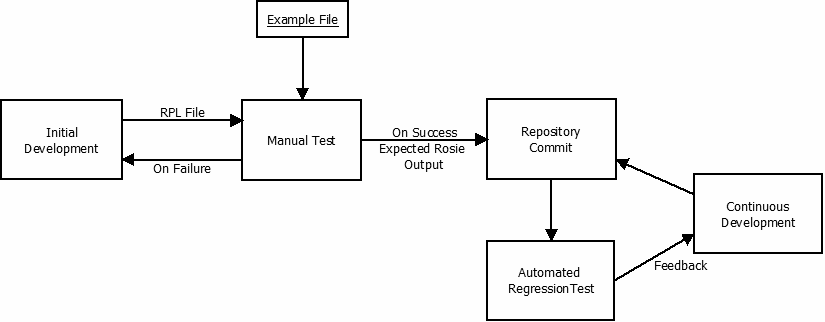 Example File
RPL File
Initial
Development
Manual Test
On Failure
On Success
Expected Rosie
Output
Repository
Commit
Continuous
Development
Automated
RegressionTest
Feedback